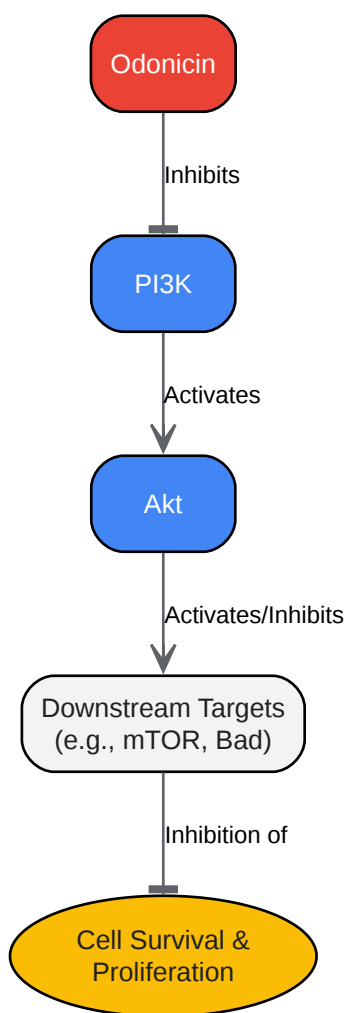 Odonicin
Inhibits
PI3K
Activates
Akt
Activates/Inhibits
Downstream Targets
(e.g., mTOR, Bad)
Inhibition of
Cell Survival &
Proliferation